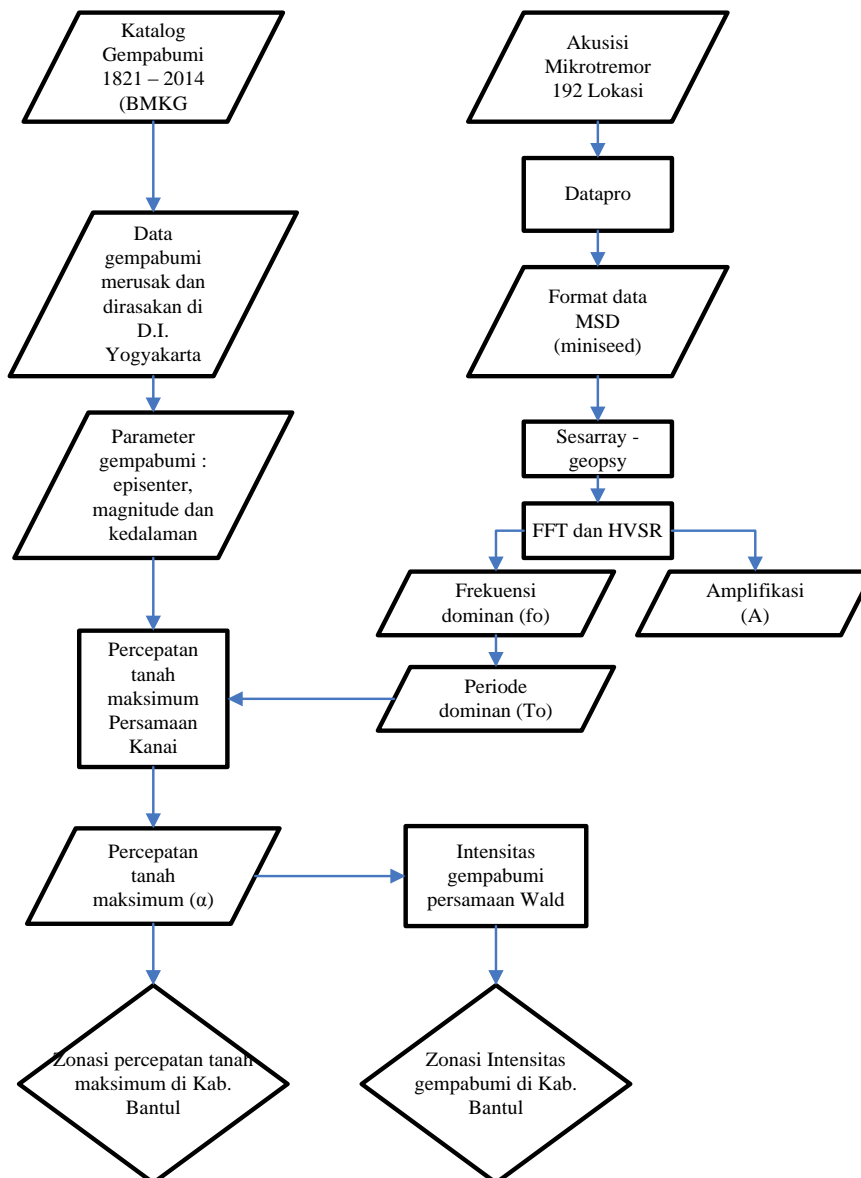 Katalog
Gempabumi
1821 – 2014
(BMKG
Data
gempabumi
merusak dan
dirasakan di
D.I.
Yogyakarta
Parameter
gempabumi :
episenter,
magnitude dan
kedalaman
Percepatan
tanah
maksimum
Persamaan
Kanai
Percepatan
tanah
maksimum (α)
Zonasi percepatan tanah
maksimum di Kab.
Bantul
Akusisi
Mikrotremor
192 Lokasi
Datapro
Format data
MSD
(miniseed)
Sesarray -
geopsy
FFT dan HVSR
Frekuensi
dominan (fo)
Amplifikasi
(A)
Periode
dominan (To)
Intensitas
gempabumi
persamaan Wald
Zonasi Intensitas
gempabumi di Kab.
Bantul